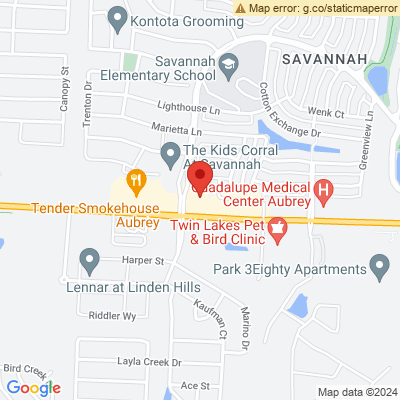 Map error: g.co/staticmaperror
Kontota Grooming
Savannah
Elementary School
SAVANNAH
Canopy St
Trenton Dr
Lighthouse Ln
Cotton Exchange Dr
Wenk Ct
Greenview Ln
Marietta Ln
The Kids Corral
At Savannah
Guadalupe Medical
Center Aubrey
Tender Smokehouse
Aubrey
Twin Lakes Pet
& Bird Clinic
Harper St
Lennar at Linden Hills
Park 3Eighty Apartments
Riddler Wy
Kaufman Ct
Marino Dr
Layla Creek Dr
Bird Creek
Ace St
Google
Map data ©2024